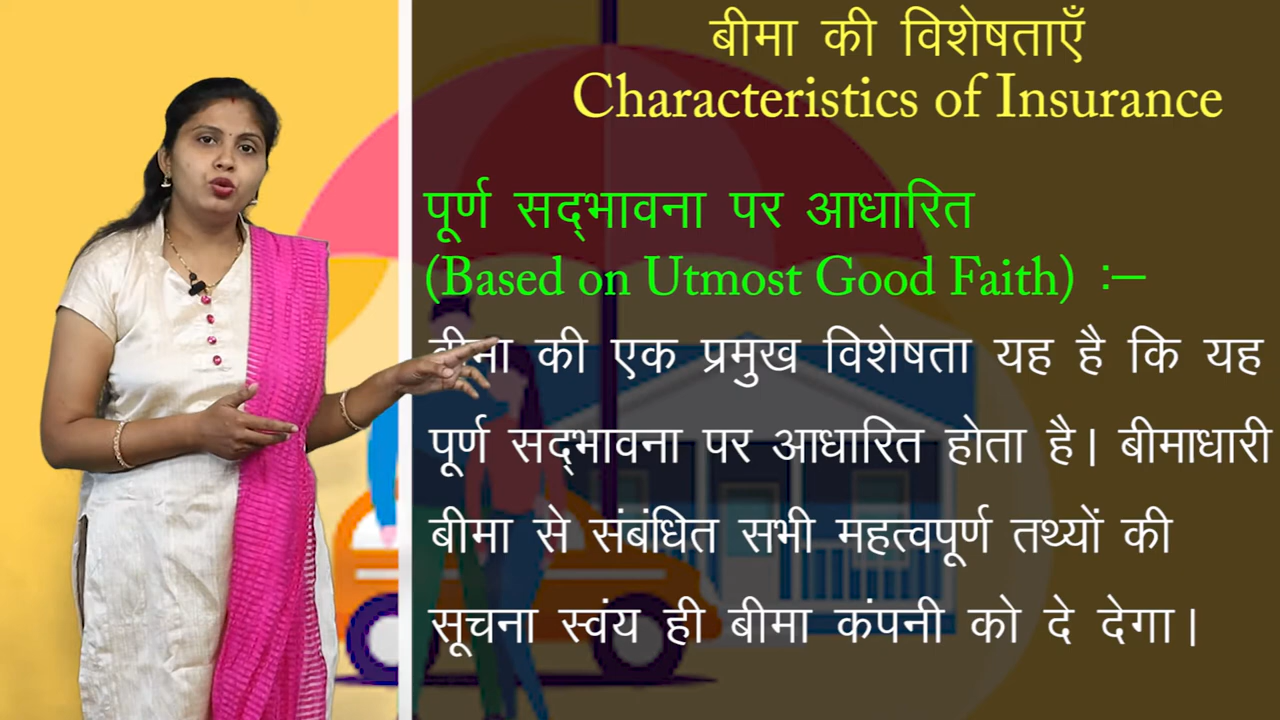 बीमा की विशेषताएँ
Characteristics of Insurance
पूर्ण सद्भावना पर आधारित
(Based on Utmost Good Faith) :–
बीमा की एक प्रमुख विशेषता यह है कि यह
पूर्ण सद्भावना पर आधारित होता है। बीमाधारी
बीमा से संबंधित सभी महत्वपूर्ण तथ्यों की
सूचना स्वंय ही बीमा कंपनी को दे देगा।